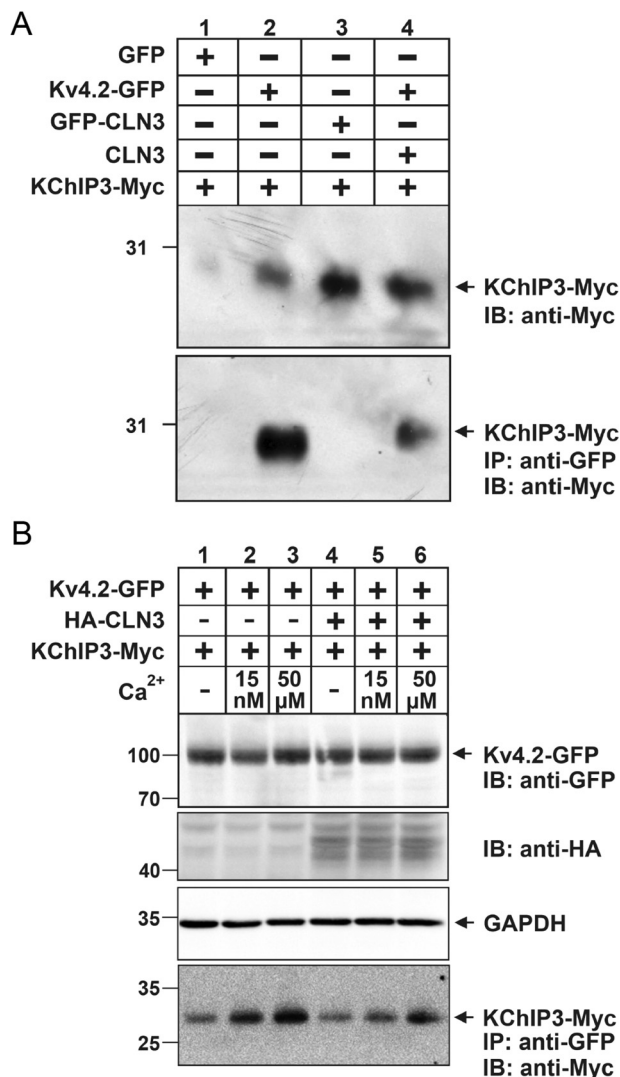 A
1 2 3 4
GFP + − − −
Kv4.2-GFP − + − +
GFP-CLN3 − − + −
CLN3 − − − +
KChIP3-Myc + + + +
31
KChIP3-Myc
IB: anti-Myc
31
KChIP3-Myc
IP: anti-GFP
IB: anti-Myc
B
1 2 3 4 5 6
Kv4.2-GFP + + + + + +
HA-CLN3 - - - + + +
KChIP3-Myc + + + + + +
Ca2+ - 15 nM 50 µM - 15 nM 50 µM
100
Kv4.2-GFP
IB: anti-GFP
70
IB: anti-HA
40
35
GAPDH
35
KChIP3-Myc
25
IP: anti-GFP
IB: anti-Myc